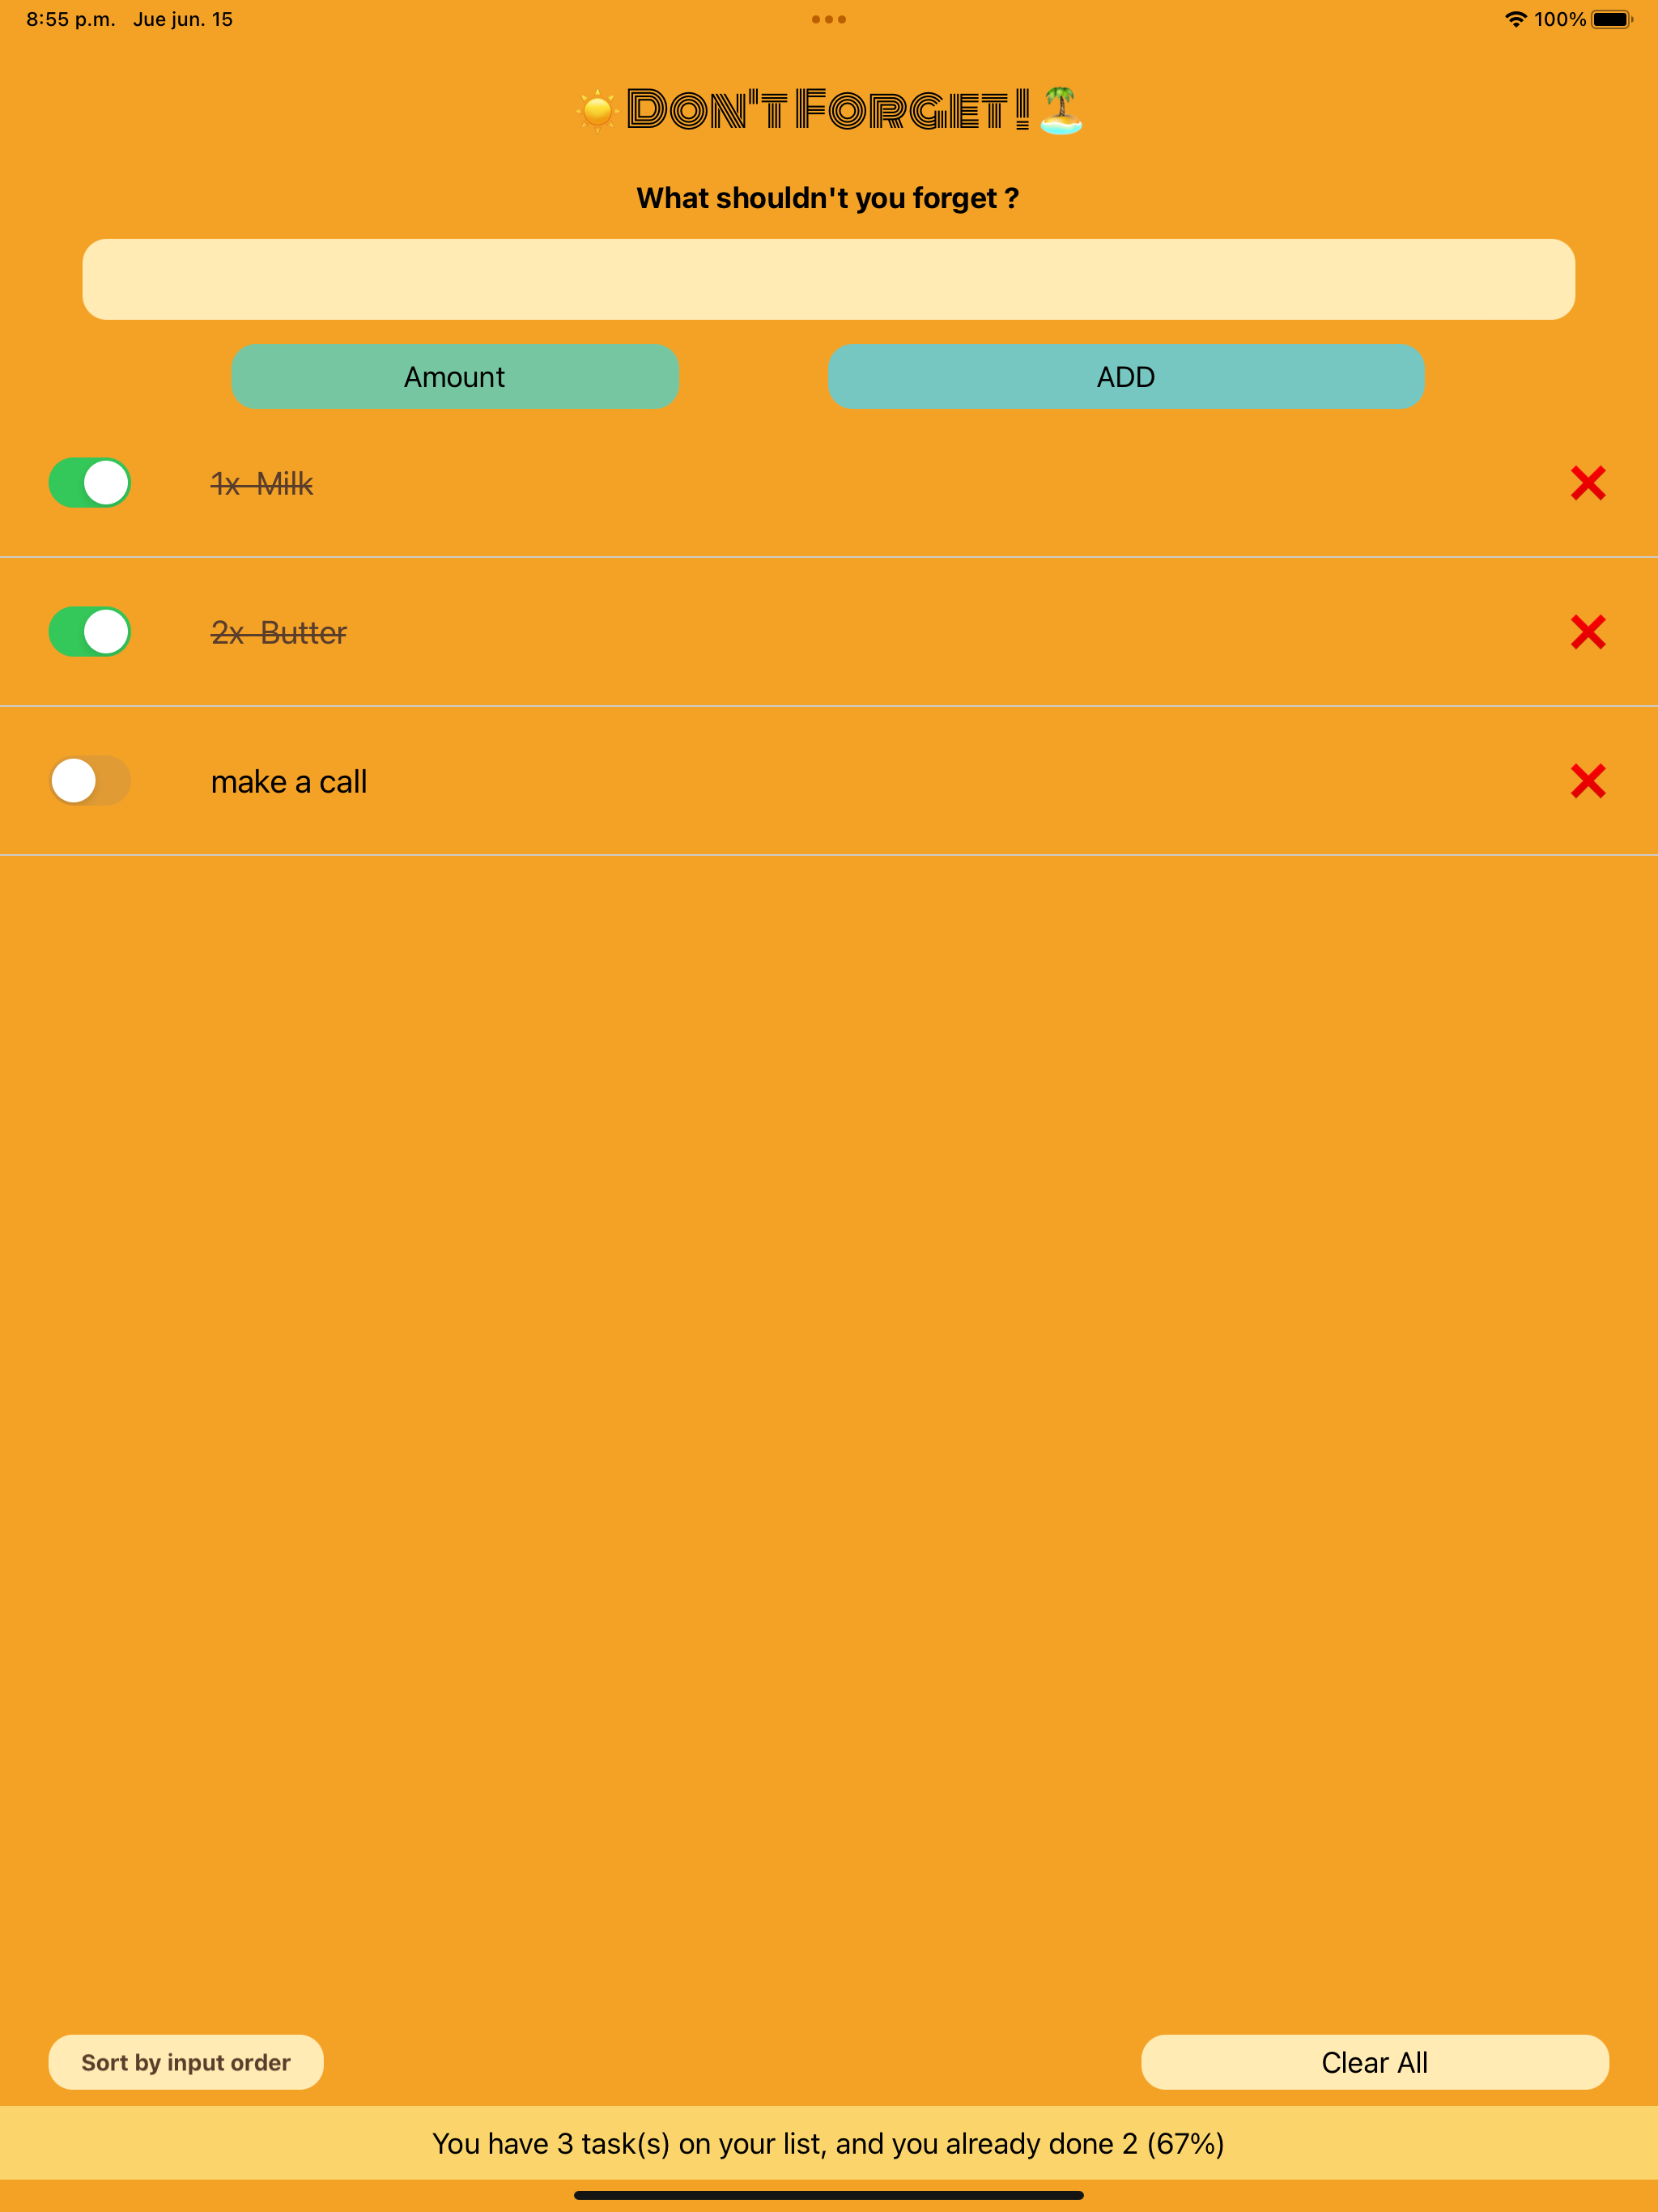 8:55 p.m. Jue jun. 15 100%
☀️DON'T FORGET!🏝️
What shouldn't you forget ?
Amount ADD
1x Milk
2x Butter
make a call
Sort by input order Clear All
You have 3 task(s) on your list, and you already done 2 (67%)